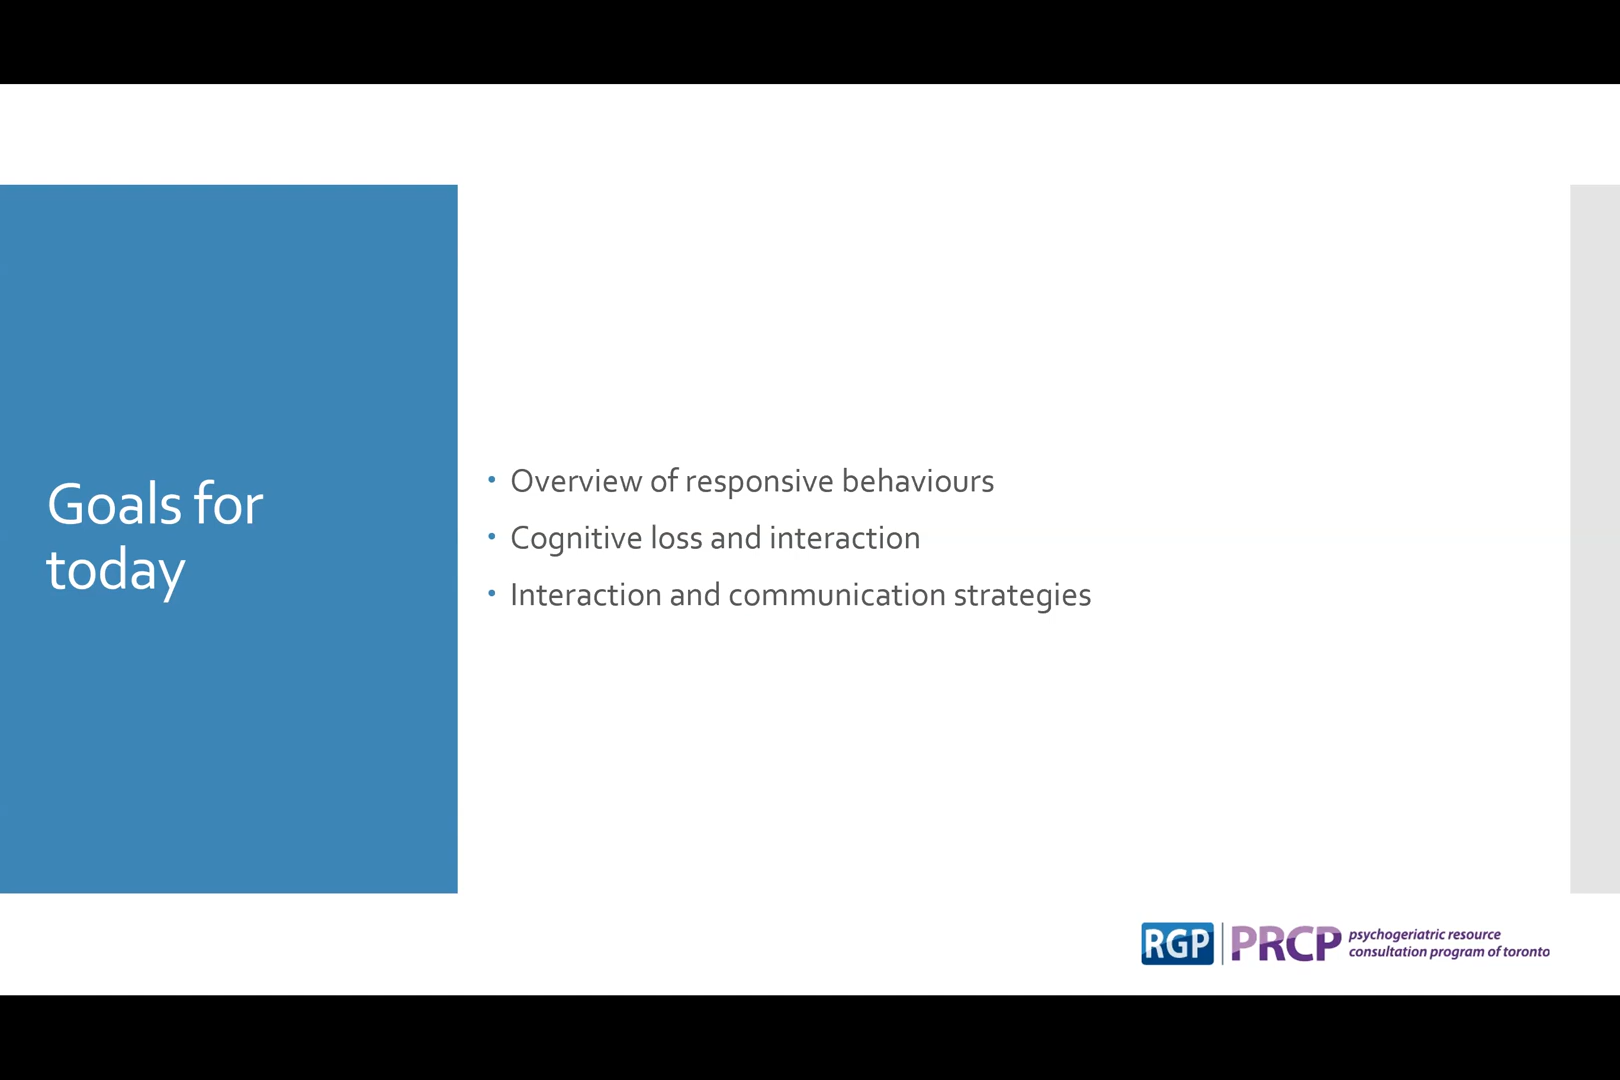 Goals for
today
• Overview of responsive behaviours
• Cognitive loss and interaction
• Interaction and communication strategies
RGP PRCP psychogeriatric resource
consultation program of toronto